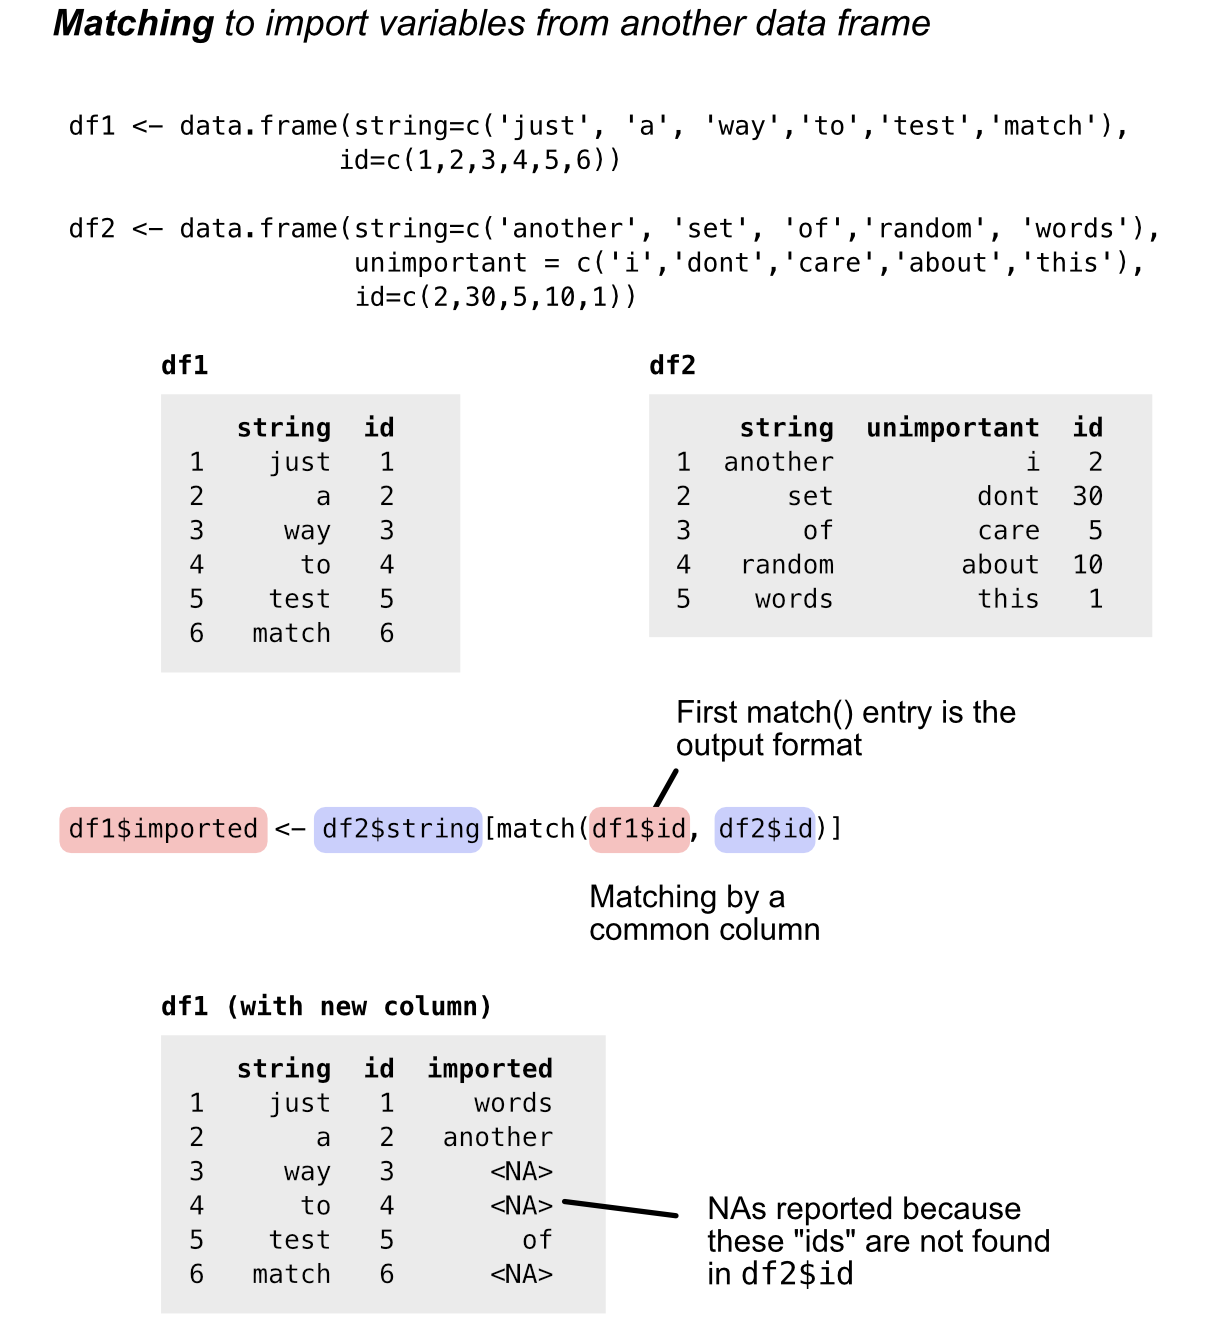 Matching to import variables from another data frame
df1 <- data.frame(string=c('just', 'a', 'way','to','test','match'),
id=c(1,2,3,4,5,6))
df2 <- data.frame(string=c('another', 'set', 'of','random', 'words'),
unimportant = c('i','dont','care','about','this'),
id=c(2,30,5,10,1))
df1
string id
1 just 1
2 a 2
3 way 3
4 to 4
5 test 5
6 match 6
df2
string unimportant id
1 another i 2
2 set dont 30
3 of care 5
4 random about 10
5 words this 1
First match() entry is the
output format
df1$imported <- df2$string[match(df1$id, df2$id)]
Matching by a
common column
df1 (with new column)
string id imported
1 just 1 words
2 a 2 another
3 way 3 <NA>
4 to 4 <NA>
5 test 5 of
6 match 6 <NA>
NAs reported because
these "ids" are not found
in df2$id